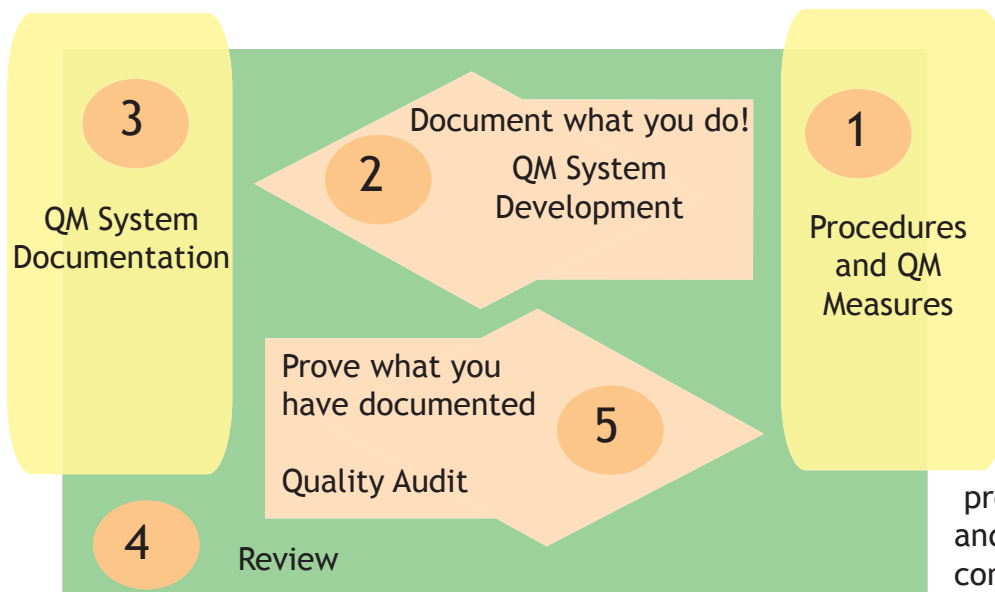 3
QM System
Documentation
Document what you do!
2
QM System
Development
1
Procedures
and QM
Measures
Prove what you
have documented
5
Quality Audit
4
Review